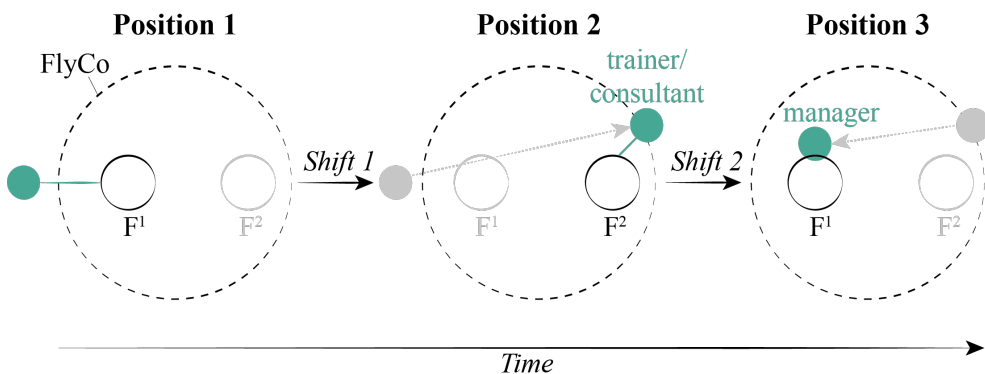 Position 1
Position 2
Position 3
FlyCo
trainer/
consultant
manager
Shift 1
Shift 2
F¹
F²
F¹
F²
F¹
F²
Time